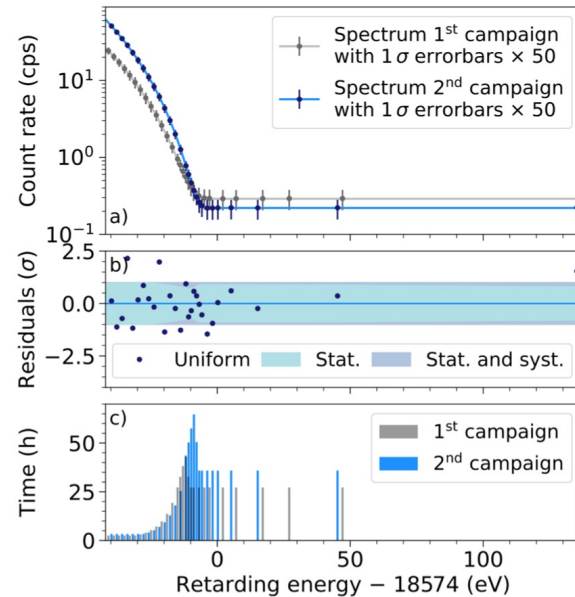 Count rate (cps)
10¹
10⁰
10⁻¹
a)
Spectrum 1ˢᵗ campaign
with 1 σ errorbars × 50
Spectrum 2ⁿᵈ campaign
with 1 σ errorbars × 50
Residuals (σ)
2.5
0.0
−2.5
b)
Uniform
Stat.
Stat. and syst.
Time (h)
50
25
0
c)
1ˢᵗ campaign
2ⁿᵈ campaign
0
50
100
Retarding energy − 18574 (eV)